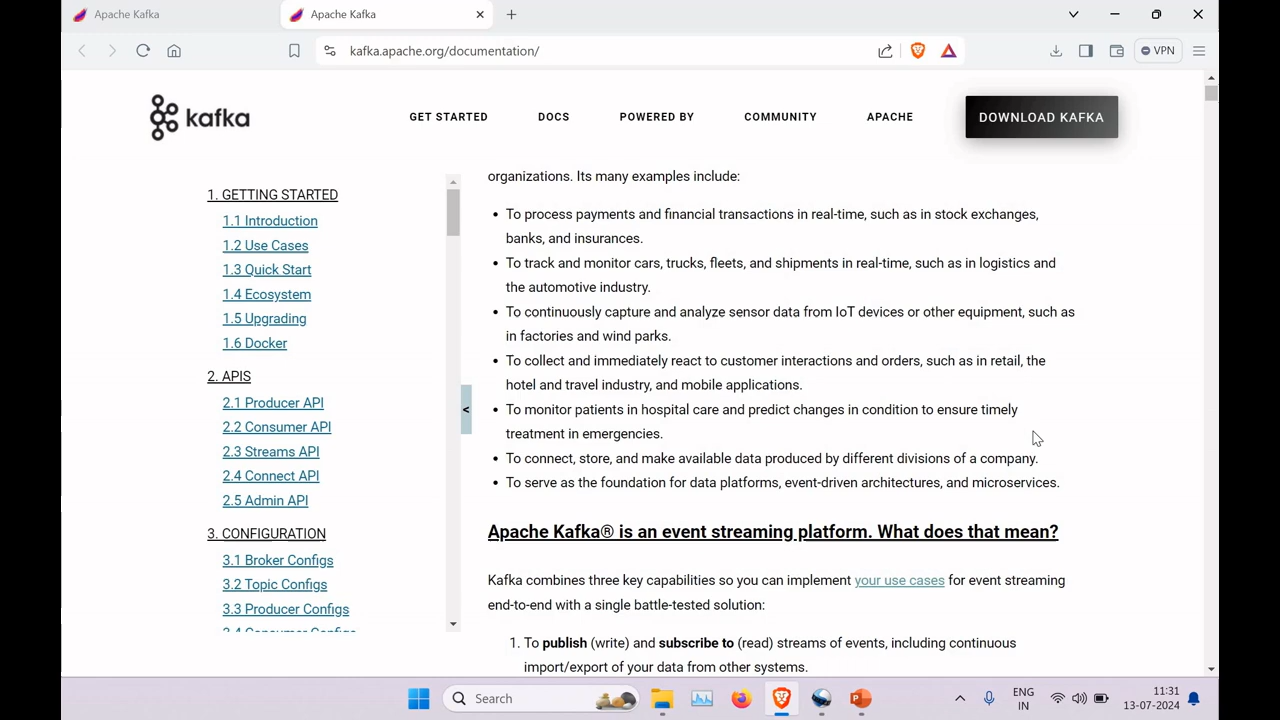 Apache Kafka
Apache Kafka
kafka.apache.org/documentation/
VPN
kafka
GET STARTED
DOCS
POWERED BY
COMMUNITY
APACHE
DOWNLOAD KAFKA
1. GETTING STARTED
1.1 Introduction
1.2 Use Cases
1.3 Quick Start
1.4 Ecosystem
1.5 Upgrading
1.6 Docker
2. APIS
2.1 Producer API
2.2 Consumer API
2.3 Streams API
2.4 Connect API
2.5 Admin API
3. CONFIGURATION
3.1 Broker Configs
3.2 Topic Configs
3.3 Producer Configs
3.4 Consumer Configs
<
organizations. Its many examples include:
• To process payments and financial transactions in real-time, such as in stock exchanges,
banks, and insurances.
• To track and monitor cars, trucks, fleets, and shipments in real-time, such as in logistics and
the automotive industry.
• To continuously capture and analyze sensor data from IoT devices or other equipment, such as
in factories and wind parks.
• To collect and immediately react to customer interactions and orders, such as in retail, the
hotel and travel industry, and mobile applications.
• To monitor patients in hospital care and predict changes in condition to ensure timely
treatment in emergencies.
• To connect, store, and make available data produced by different divisions of a company.
• To serve as the foundation for data platforms, event-driven architectures, and microservices.
Apache Kafka® is an event streaming platform. What does that mean?
Kafka combines three key capabilities so you can implement your use cases for event streaming
end-to-end with a single battle-tested solution:
1. To publish (write) and subscribe to (read) streams of events, including continuous
import/export of your data from other systems.
Search
ENG
IN
11:31
13-07-2024